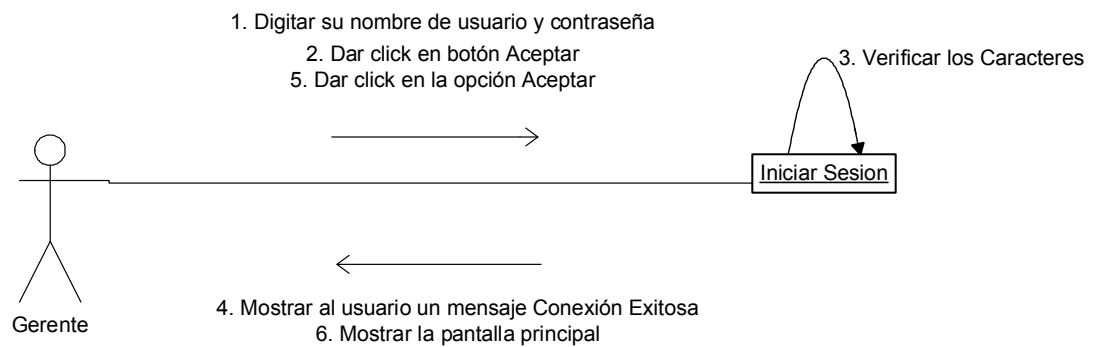 1. Digitar su nombre de usuario y contraseña
2. Dar click en botón Aceptar
5. Dar click en la opción Aceptar
3. Verificar los Caracteres
Iniciar Sesion
Gerente
4. Mostrar al usuario un mensaje Conexión Exitosa
6. Mostrar la pantalla principal